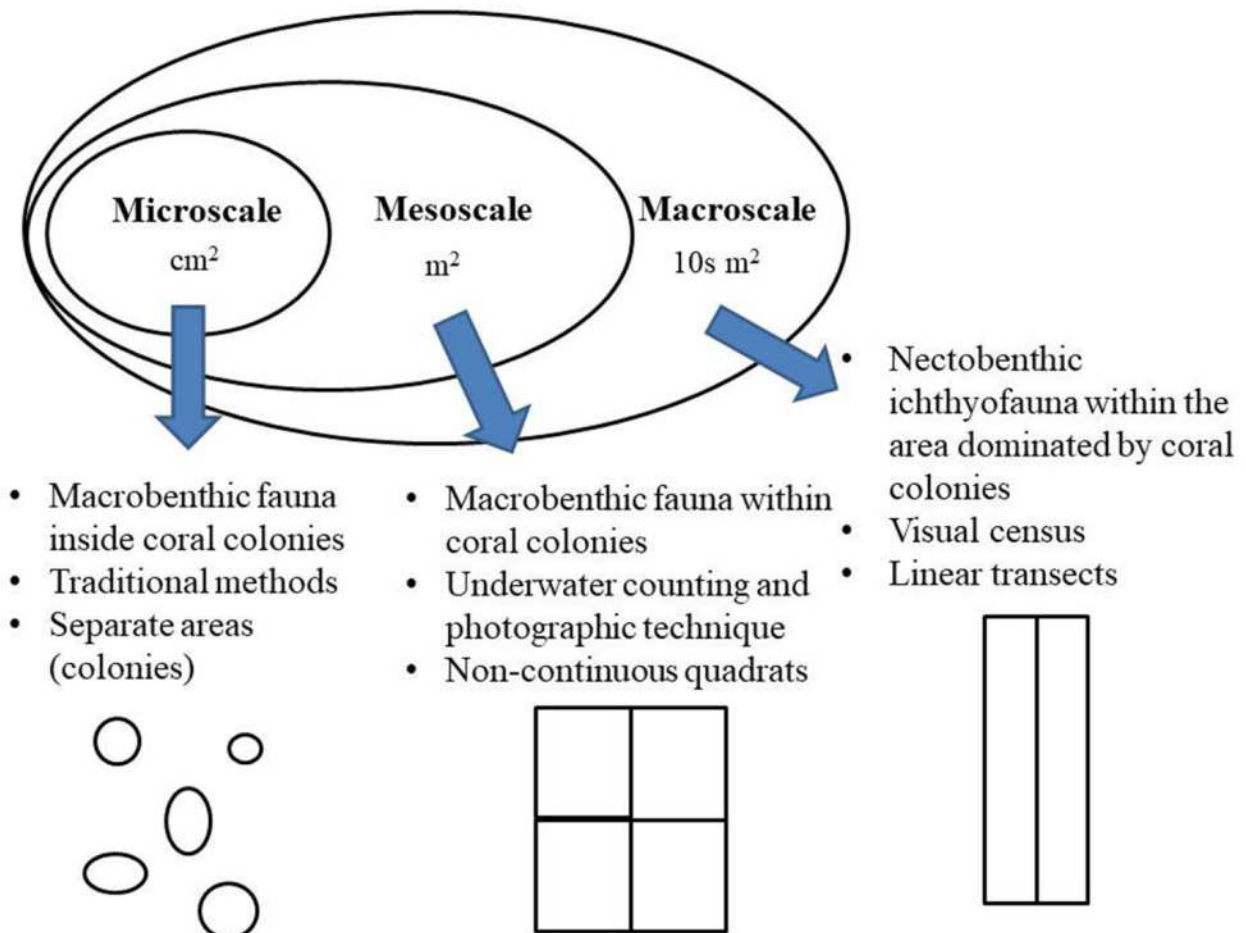 Microscale
cm²
Mesoscale
m²
Macroscale
10s m²
• Macrobenthic fauna
inside coral colonies
• Traditional methods
• Separate areas
(colonies)
• Macrobenthic fauna within
coral colonies
• Underwater counting and
photographic technique
• Non-continuous quadrats
• Nectobenthic
ichthyofauna within the
area dominated by coral
colonies
• Visual census
• Linear transects